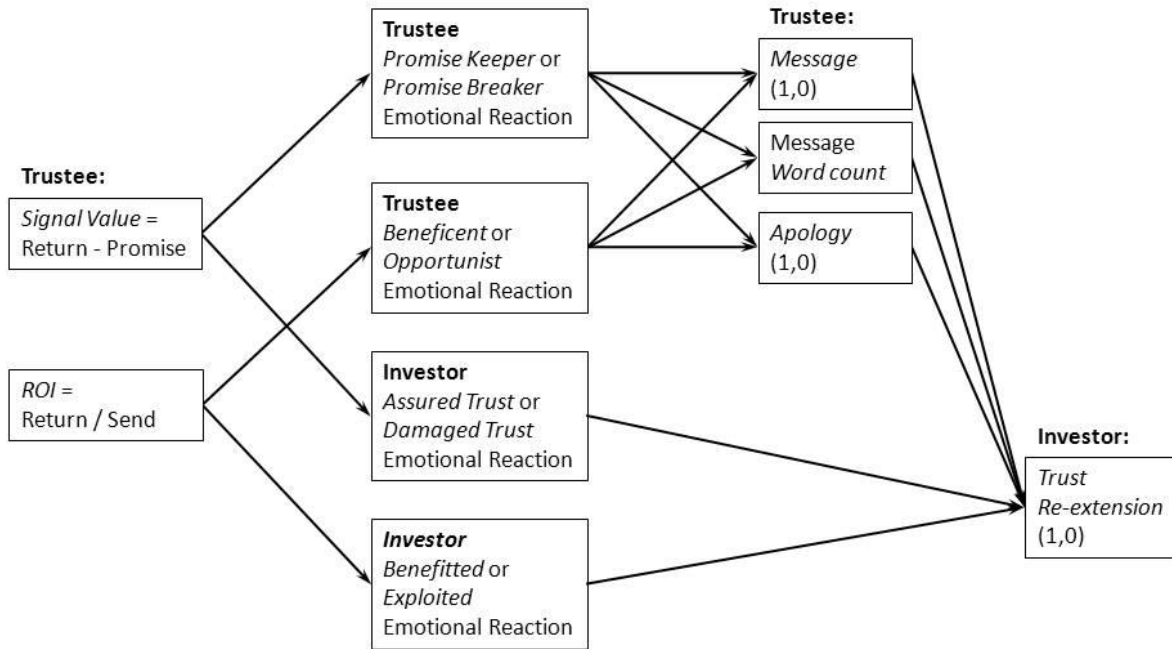 Trustee:
Signal Value =
Return - Promise
ROI =
Return / Send
Trustee
Promise Keeper or
Promise Breaker
Emotional Reaction
Trustee
Beneficent or
Opportunist
Emotional Reaction
Investor
Assured Trust or
Damaged Trust
Emotional Reaction
Investor
Benefitted or
Exploited
Emotional Reaction
Trustee:
Message
(1,0)
Message
Word count
Apology
(1,0)
Investor:
Trust
Re-extension
(1,0)